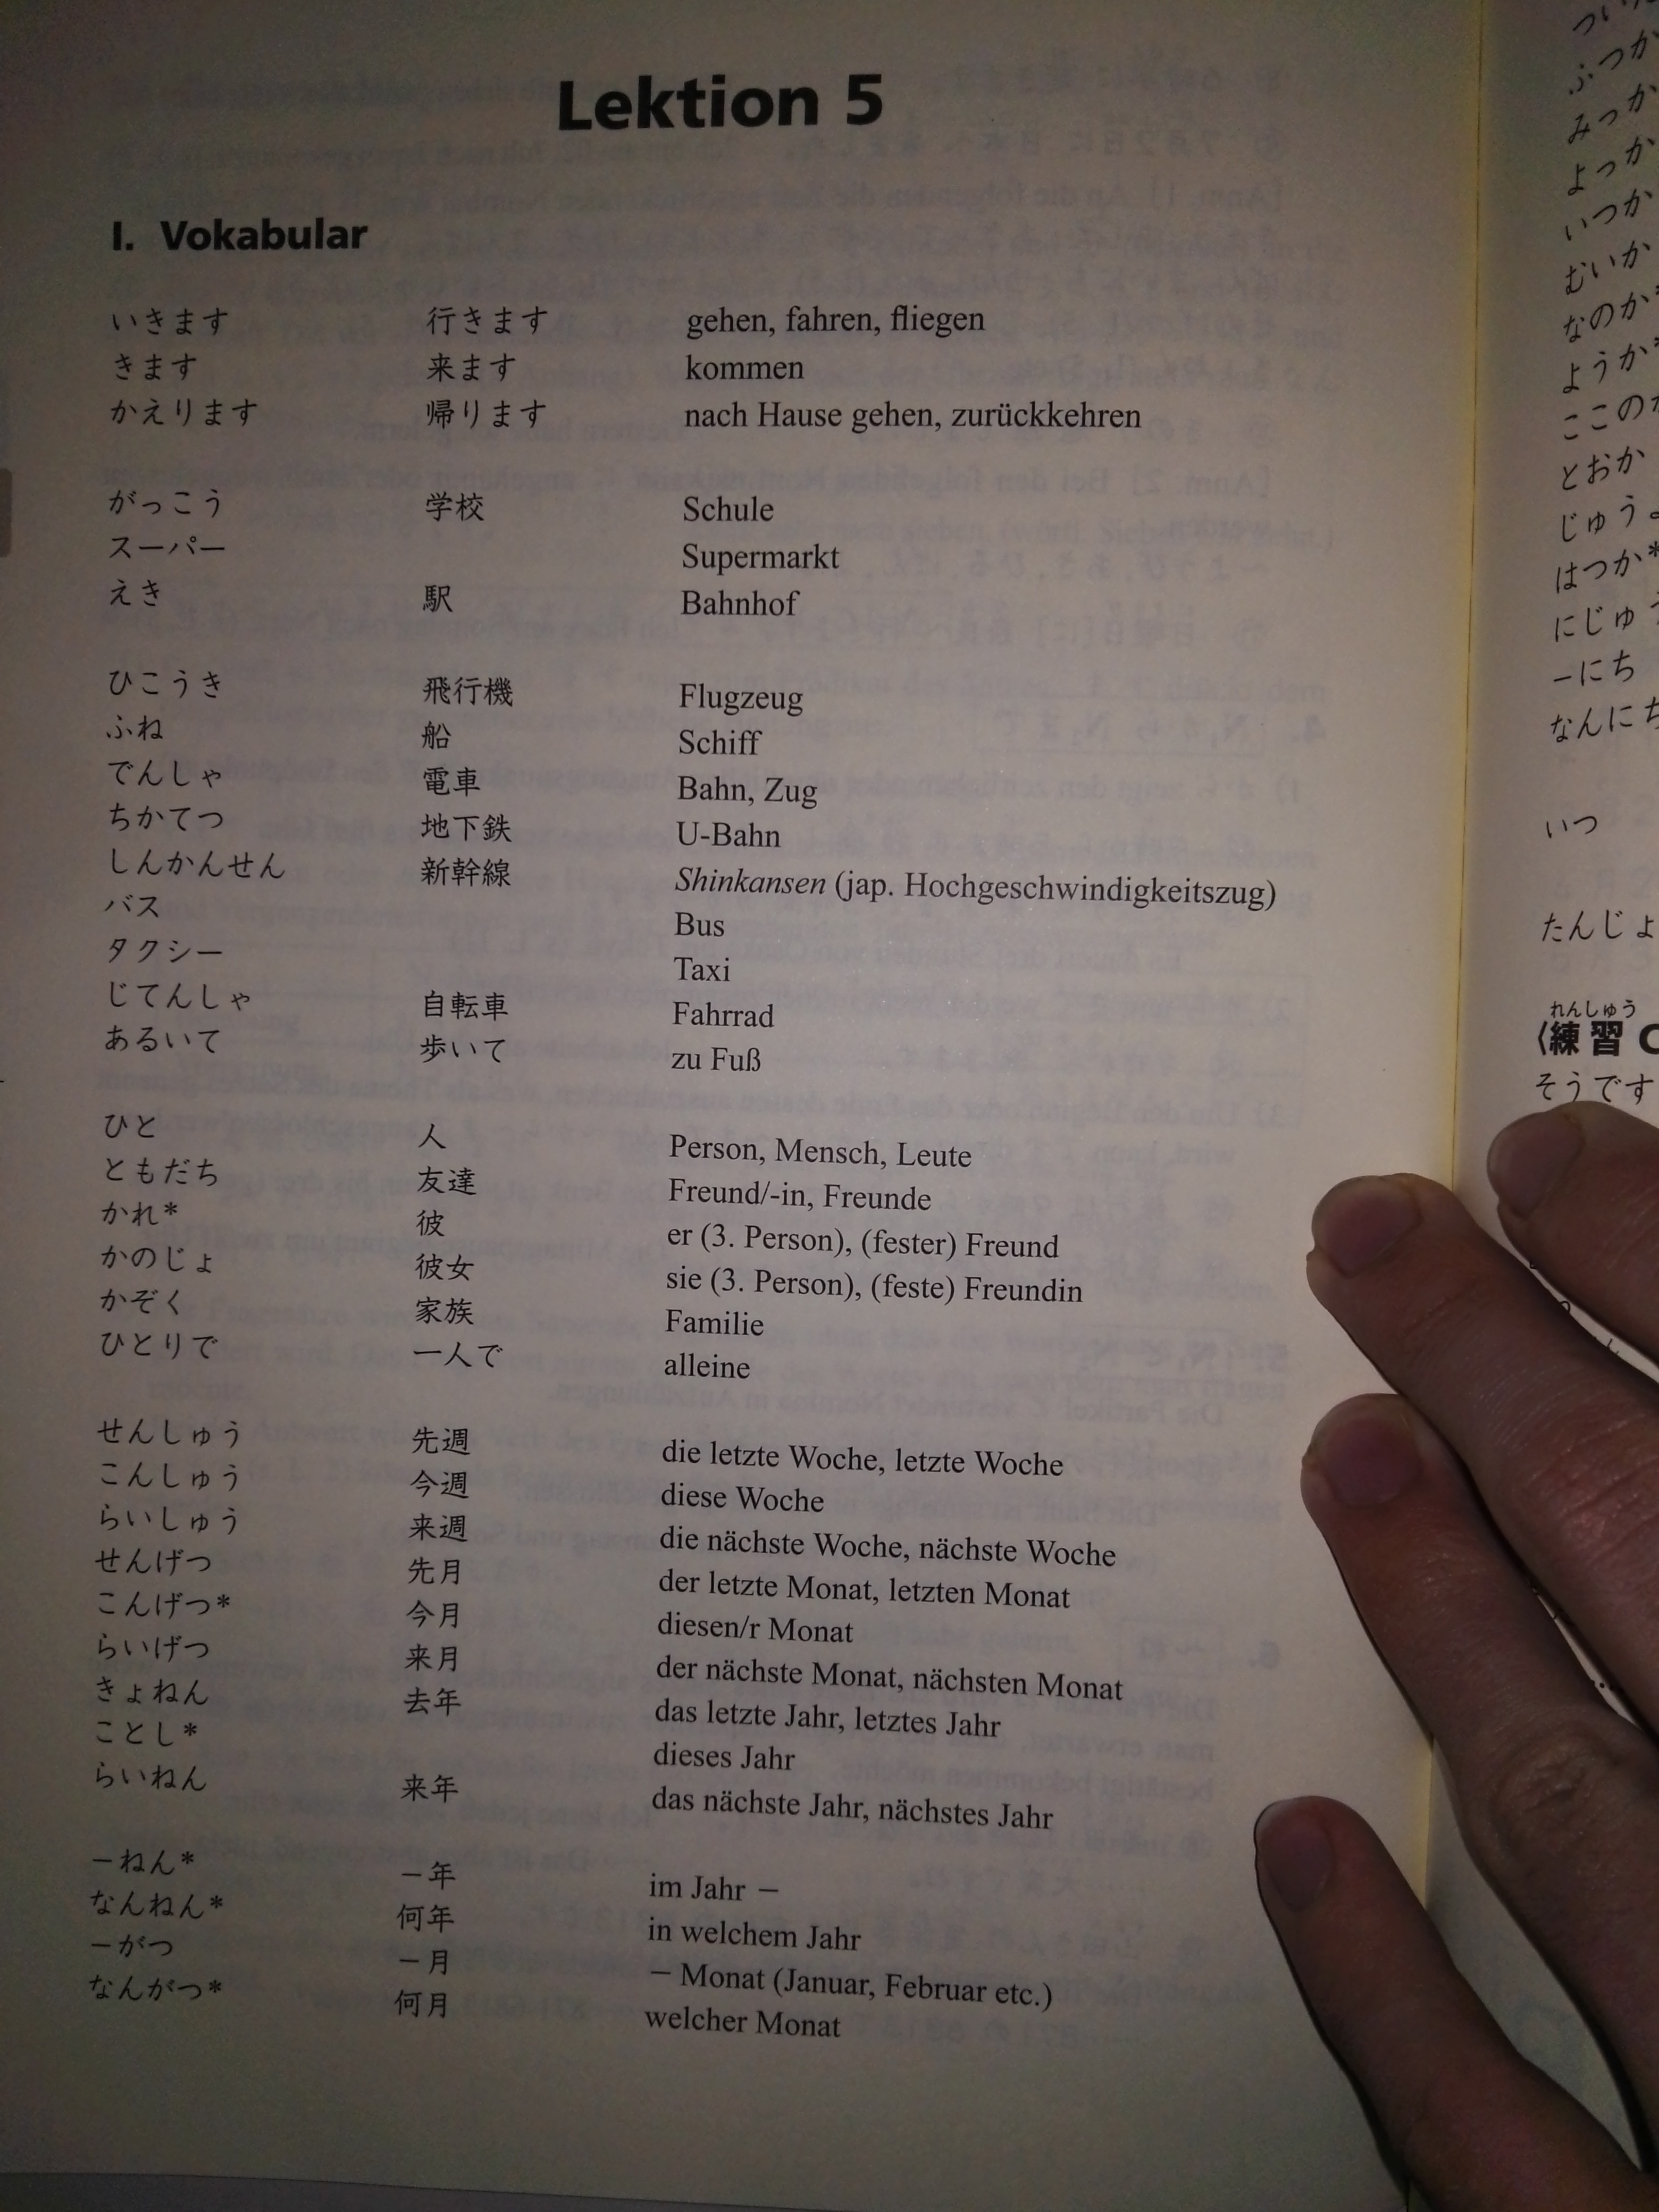 Lektion 5
I. Vokabular
いきます 行きます gehen, fahren, fliegen
きます 来ます kommen
かえります 帰ります nach Hause gehen, zurückkehren
がっこう 学校 Schule
スーパー Supermarkt
えき 駅 Bahnhof
ひこうき 飛行機 Flugzeug
ふね 船 Schiff
でんしゃ 電車 Bahn, Zug
ちかてつ 地下鉄 U-Bahn
しんかんせん 新幹線 Shinkansen (jap. Hochgeschwindigkeitszug)
バス Bus
タクシー Taxi
じてんしゃ 自転車 Fahrrad
あるいて 歩いて zu Fuß
ひと 人 Person, Mensch, Leute
ともだち 友達 Freund/-in, Freunde
かれ* 彼 er (3. Person), (fester) Freund
かのじょ 彼女 sie (3. Person), (feste) Freundin
かぞく 家族 Familie
ひとりで 一人で alleine
せんしゅう 先週 die letzte Woche, letzte Woche
こんしゅう 今週 diese Woche
らいしゅう 来週 die nächste Woche, nächste Woche
せんげつ 先月 der letzte Monat, letzten Monat
こんげつ* 今月 diesen/r Monat
らいげつ 来月 der nächste Monat, nächsten Monat
きょねん 去年 das letzte Jahr, letztes Jahr
ことし* dieses Jahr
らいねん 来年 das nächste Jahr, nächstes Jahr
－ねん* －年 im Jahr －
なんねん* 何年 in welchem Jahr
－がつ －月 － Monat (Januar, Februar etc.)
なんがつ* 何月 welcher Monat
ふつか
みっか
よっか
いつか
むいか
なのか*
ようか*
ここのか
とおか
じゅうよ
はつか*
にじゅう
－にち
なんにち
いつ
たんじょ
れんしゅう
〈練習 C
そうです